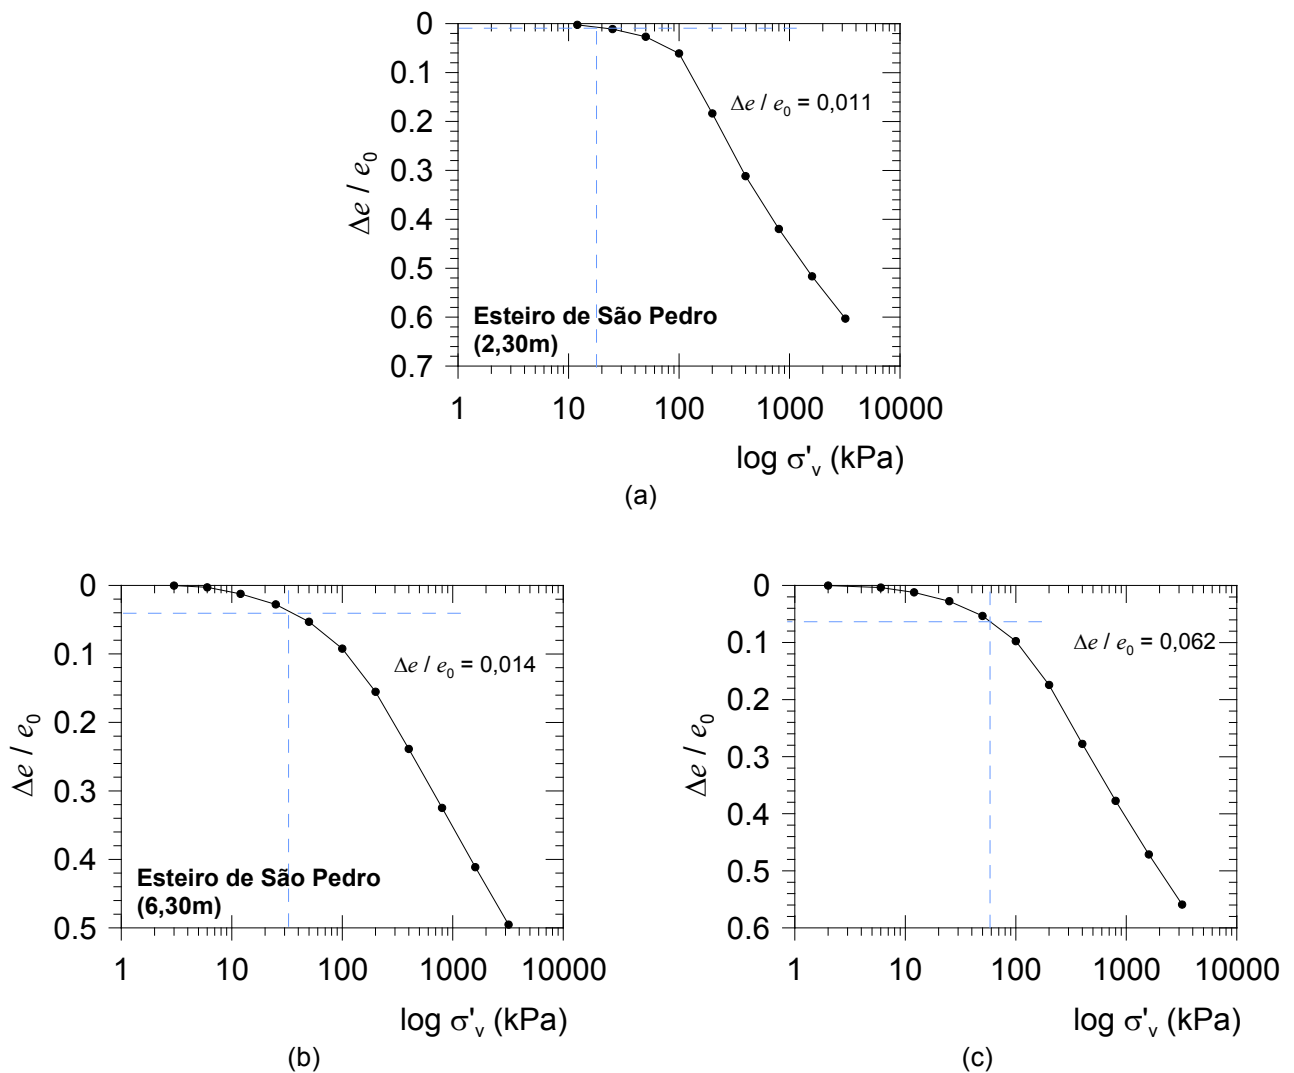 0
0.1
0.2
0.3
0.4
0.5
0.6
0.7
Δe / e0
Δe / e0 = 0,011
Esteiro de São Pedro
(2,30m)
1 10 100 1000 10000
log σ'v (kPa)
(a)
0
0.1
0.2
0.3
0.4
0.5
Δe / e0
Δe / e0 = 0,014
Esteiro de São Pedro
(6,30m)
1 10 100 1000 10000
log σ'v (kPa)
(b)
0
0.1
0.2
0.3
0.4
0.5
0.6
Δe / e0
Δe / e0 = 0,062
1 10 100 1000 10000
log σ'v (kPa)
(c)